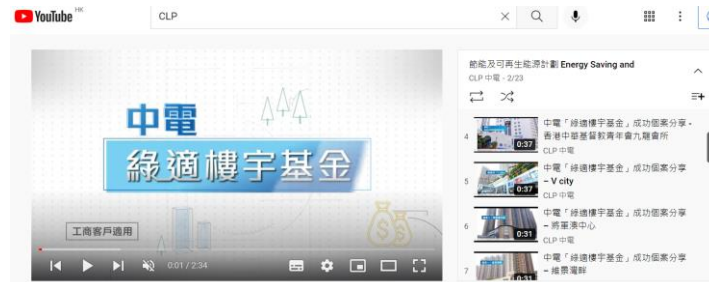 YouTube HK
CLP
中電
綠適樓宇基金
工商客戶適用
0:01 / 2:34
節能及可再生能源計劃 Energy Saving and
CLP 中電 - 2/23
4
0:37
中電「綠適樓宇基金」成功個案分享 -
香港中華基督教青年會九龍會所
CLP 中電
5
0:37
中電「綠適樓宇基金」成功個案分享
– V city
CLP 中電
6
0:31
中電「綠適樓宇基金」成功個案分享
– 將軍澳中心
CLP 中電
7
0:31
中電「綠適樓宇基金」成功個案分享
– 維景灣畔